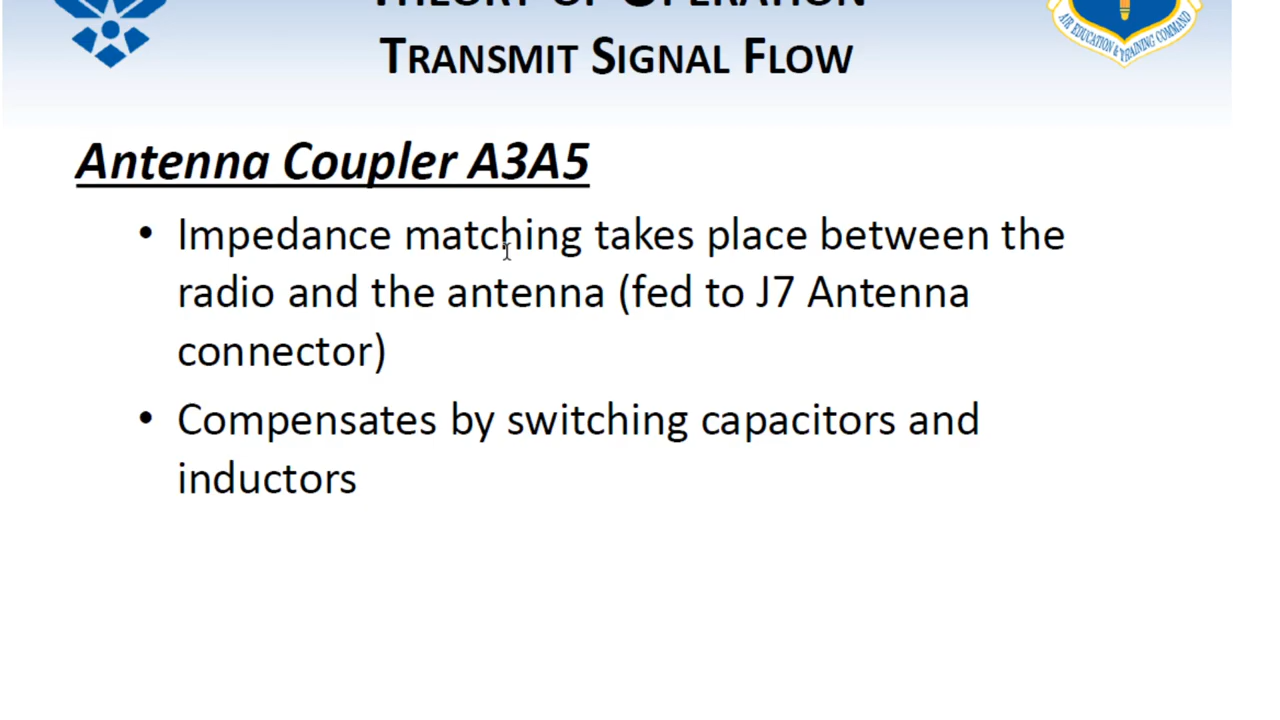 THEORY OF OPERATION
TRANSMIT SIGNAL FLOW
AIR EDUCATION & TRAINING COMMAND
Antenna Coupler A3A5
• Impedance matching takes place between the
radio and the antenna (fed to J7 Antenna
connector)
• Compensates by switching capacitors and
inductors